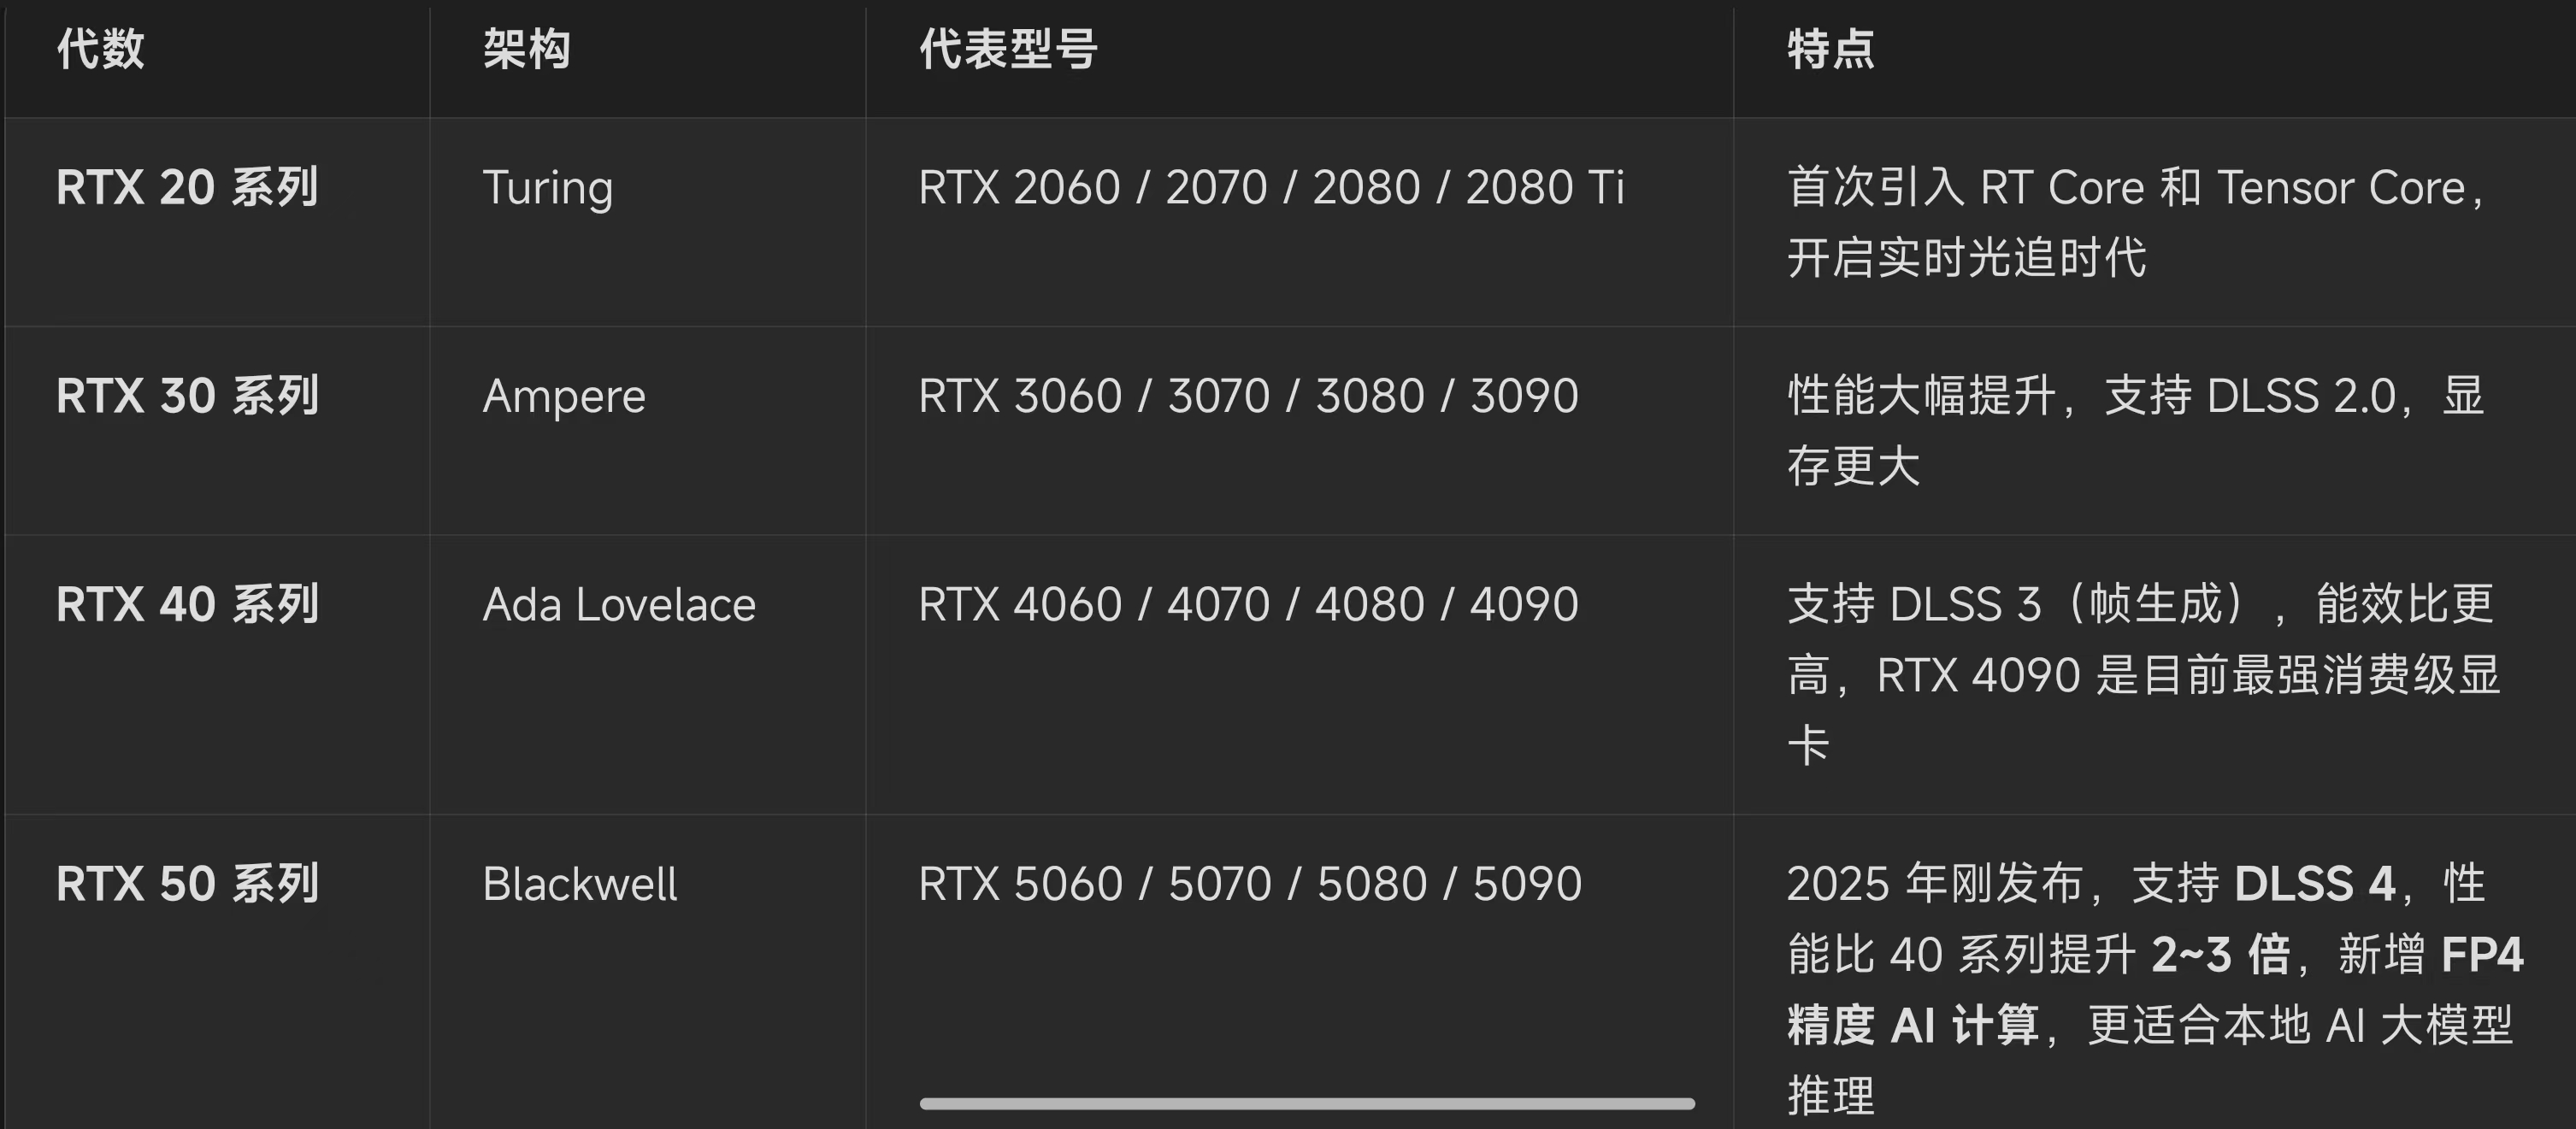 代数 架构 代表型号 特点
RTX 20 系列 Turing RTX 2060 / 2070 / 2080 / 2080 Ti 首次引入 RT Core 和 Tensor Core，
开启实时光追时代
RTX 30 系列 Ampere RTX 3060 / 3070 / 3080 / 3090 性能大幅提升，支持 DLSS 2.0，显
存更大
RTX 40 系列 Ada Lovelace RTX 4060 / 4070 / 4080 / 4090 支持 DLSS 3（帧生成），能效比更
高，RTX 4090 是目前最强消费级显
卡
RTX 50 系列 Blackwell RTX 5060 / 5070 / 5080 / 5090 2025 年刚发布，支持 DLSS 4，性
能比 40 系列提升 2~3 倍，新增 FP4
精度 AI 计算，更适合本地 AI 大模型
推理